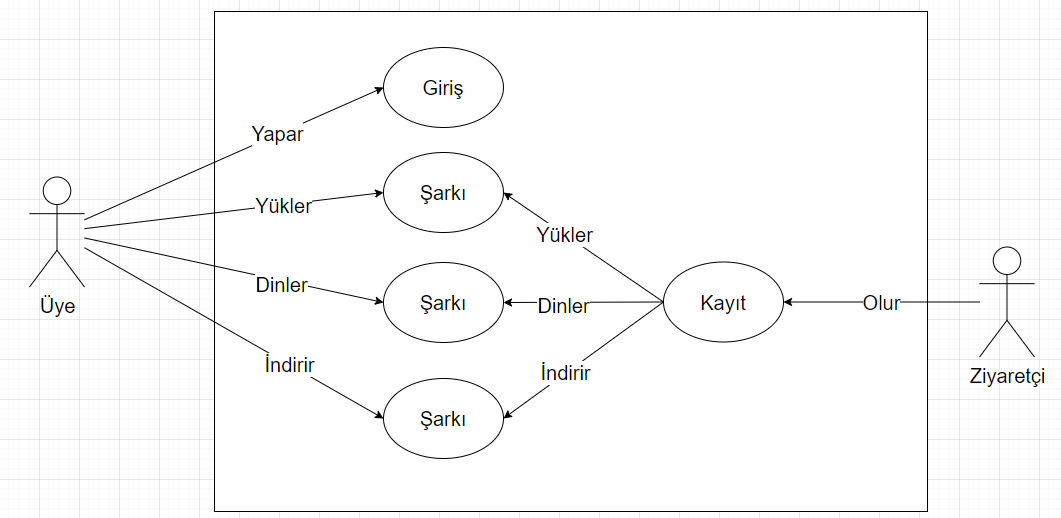 Giriş
Yapar
Yükler
Şarkı
Yükler
Dinler
Şarkı
Dinler
Kayıt
Olur
Üye
İndirir
İndirir
Şarkı
Ziyaretçi